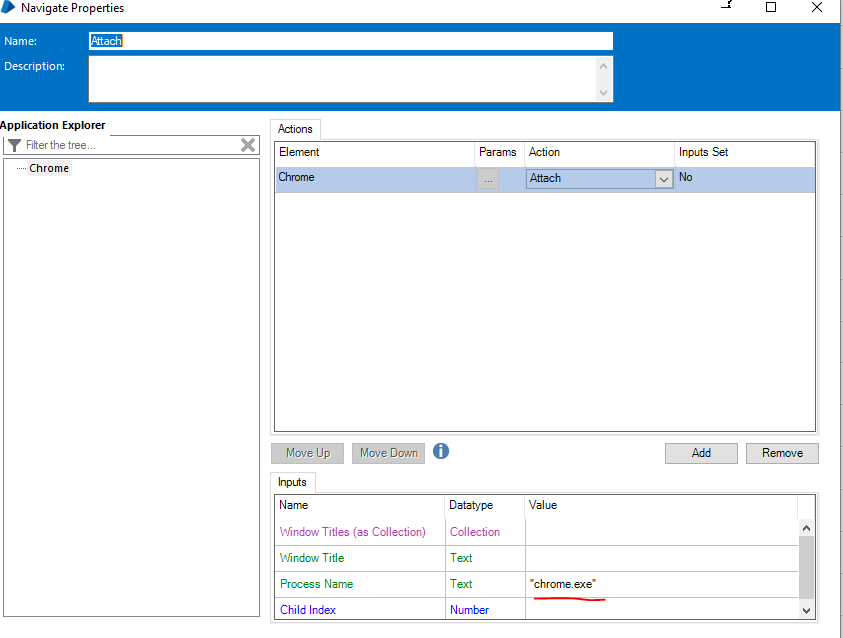 Navigate Properties
Name:
Attach
Description:
Application Explorer
Filter the tree...
Chrome
Actions
Element Params Action Inputs Set
Chrome ... Attach No
Move Up Move Down i Add Remove
Inputs
Name Datatype Value
Window Titles (as Collection) Collection
Window Title Text
Process Name Text "chrome.exe"
Child Index Number